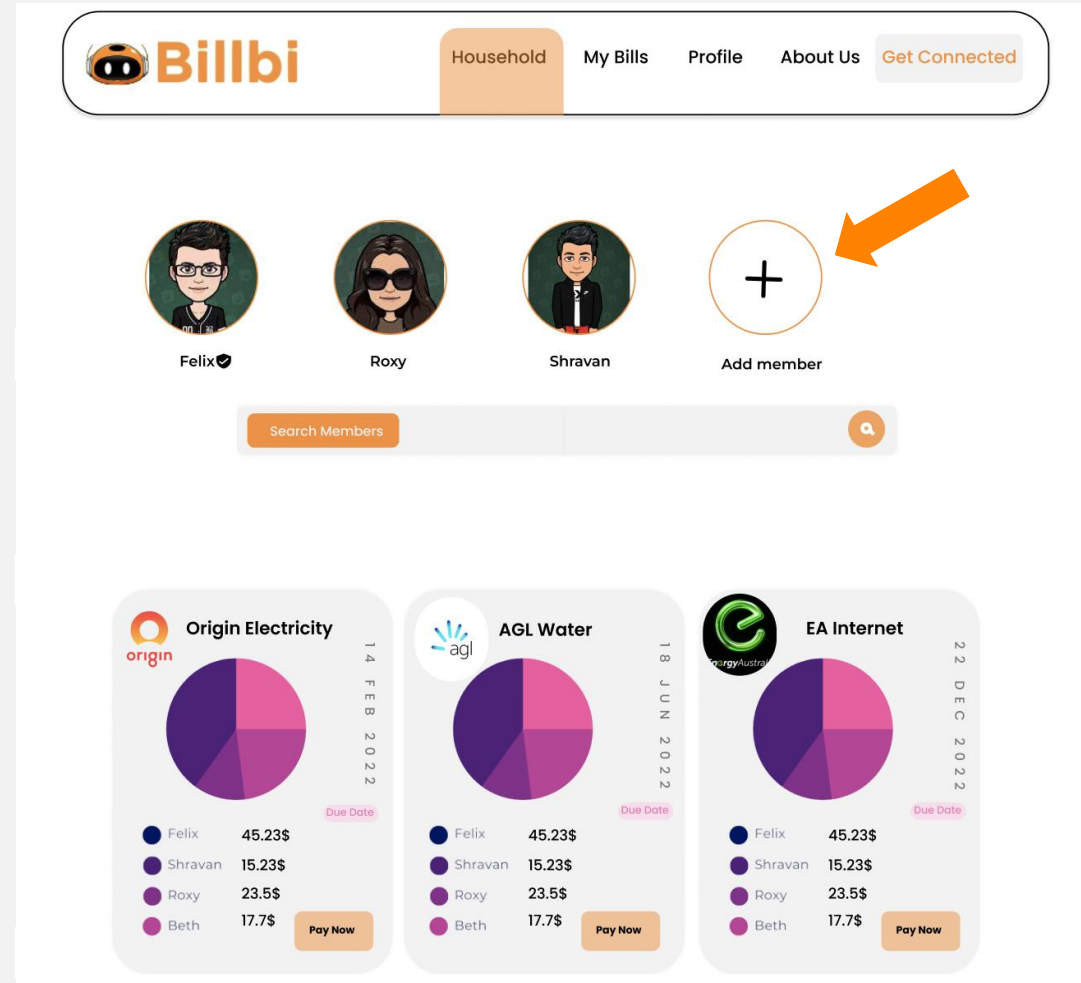 Billbi
Household My Bills Profile About Us Get Connected
Felix Roxy Shravan Add member
Search Members
Origin Electricity
origin
14 FEB 2022
Due Date
Felix 45.23$
Shravan 15.23$
Roxy 23.5$
Beth 17.7$
Pay Now
AGL Water
agl
18 JUN 2022
Due Date
Felix 45.23$
Shravan 15.23$
Roxy 23.5$
Beth 17.7$
Pay Now
EA Internet
22 DEC 2022
Due Date
Felix 45.23$
Shravan 15.23$
Roxy 23.5$
Beth 17.7$
Pay Now